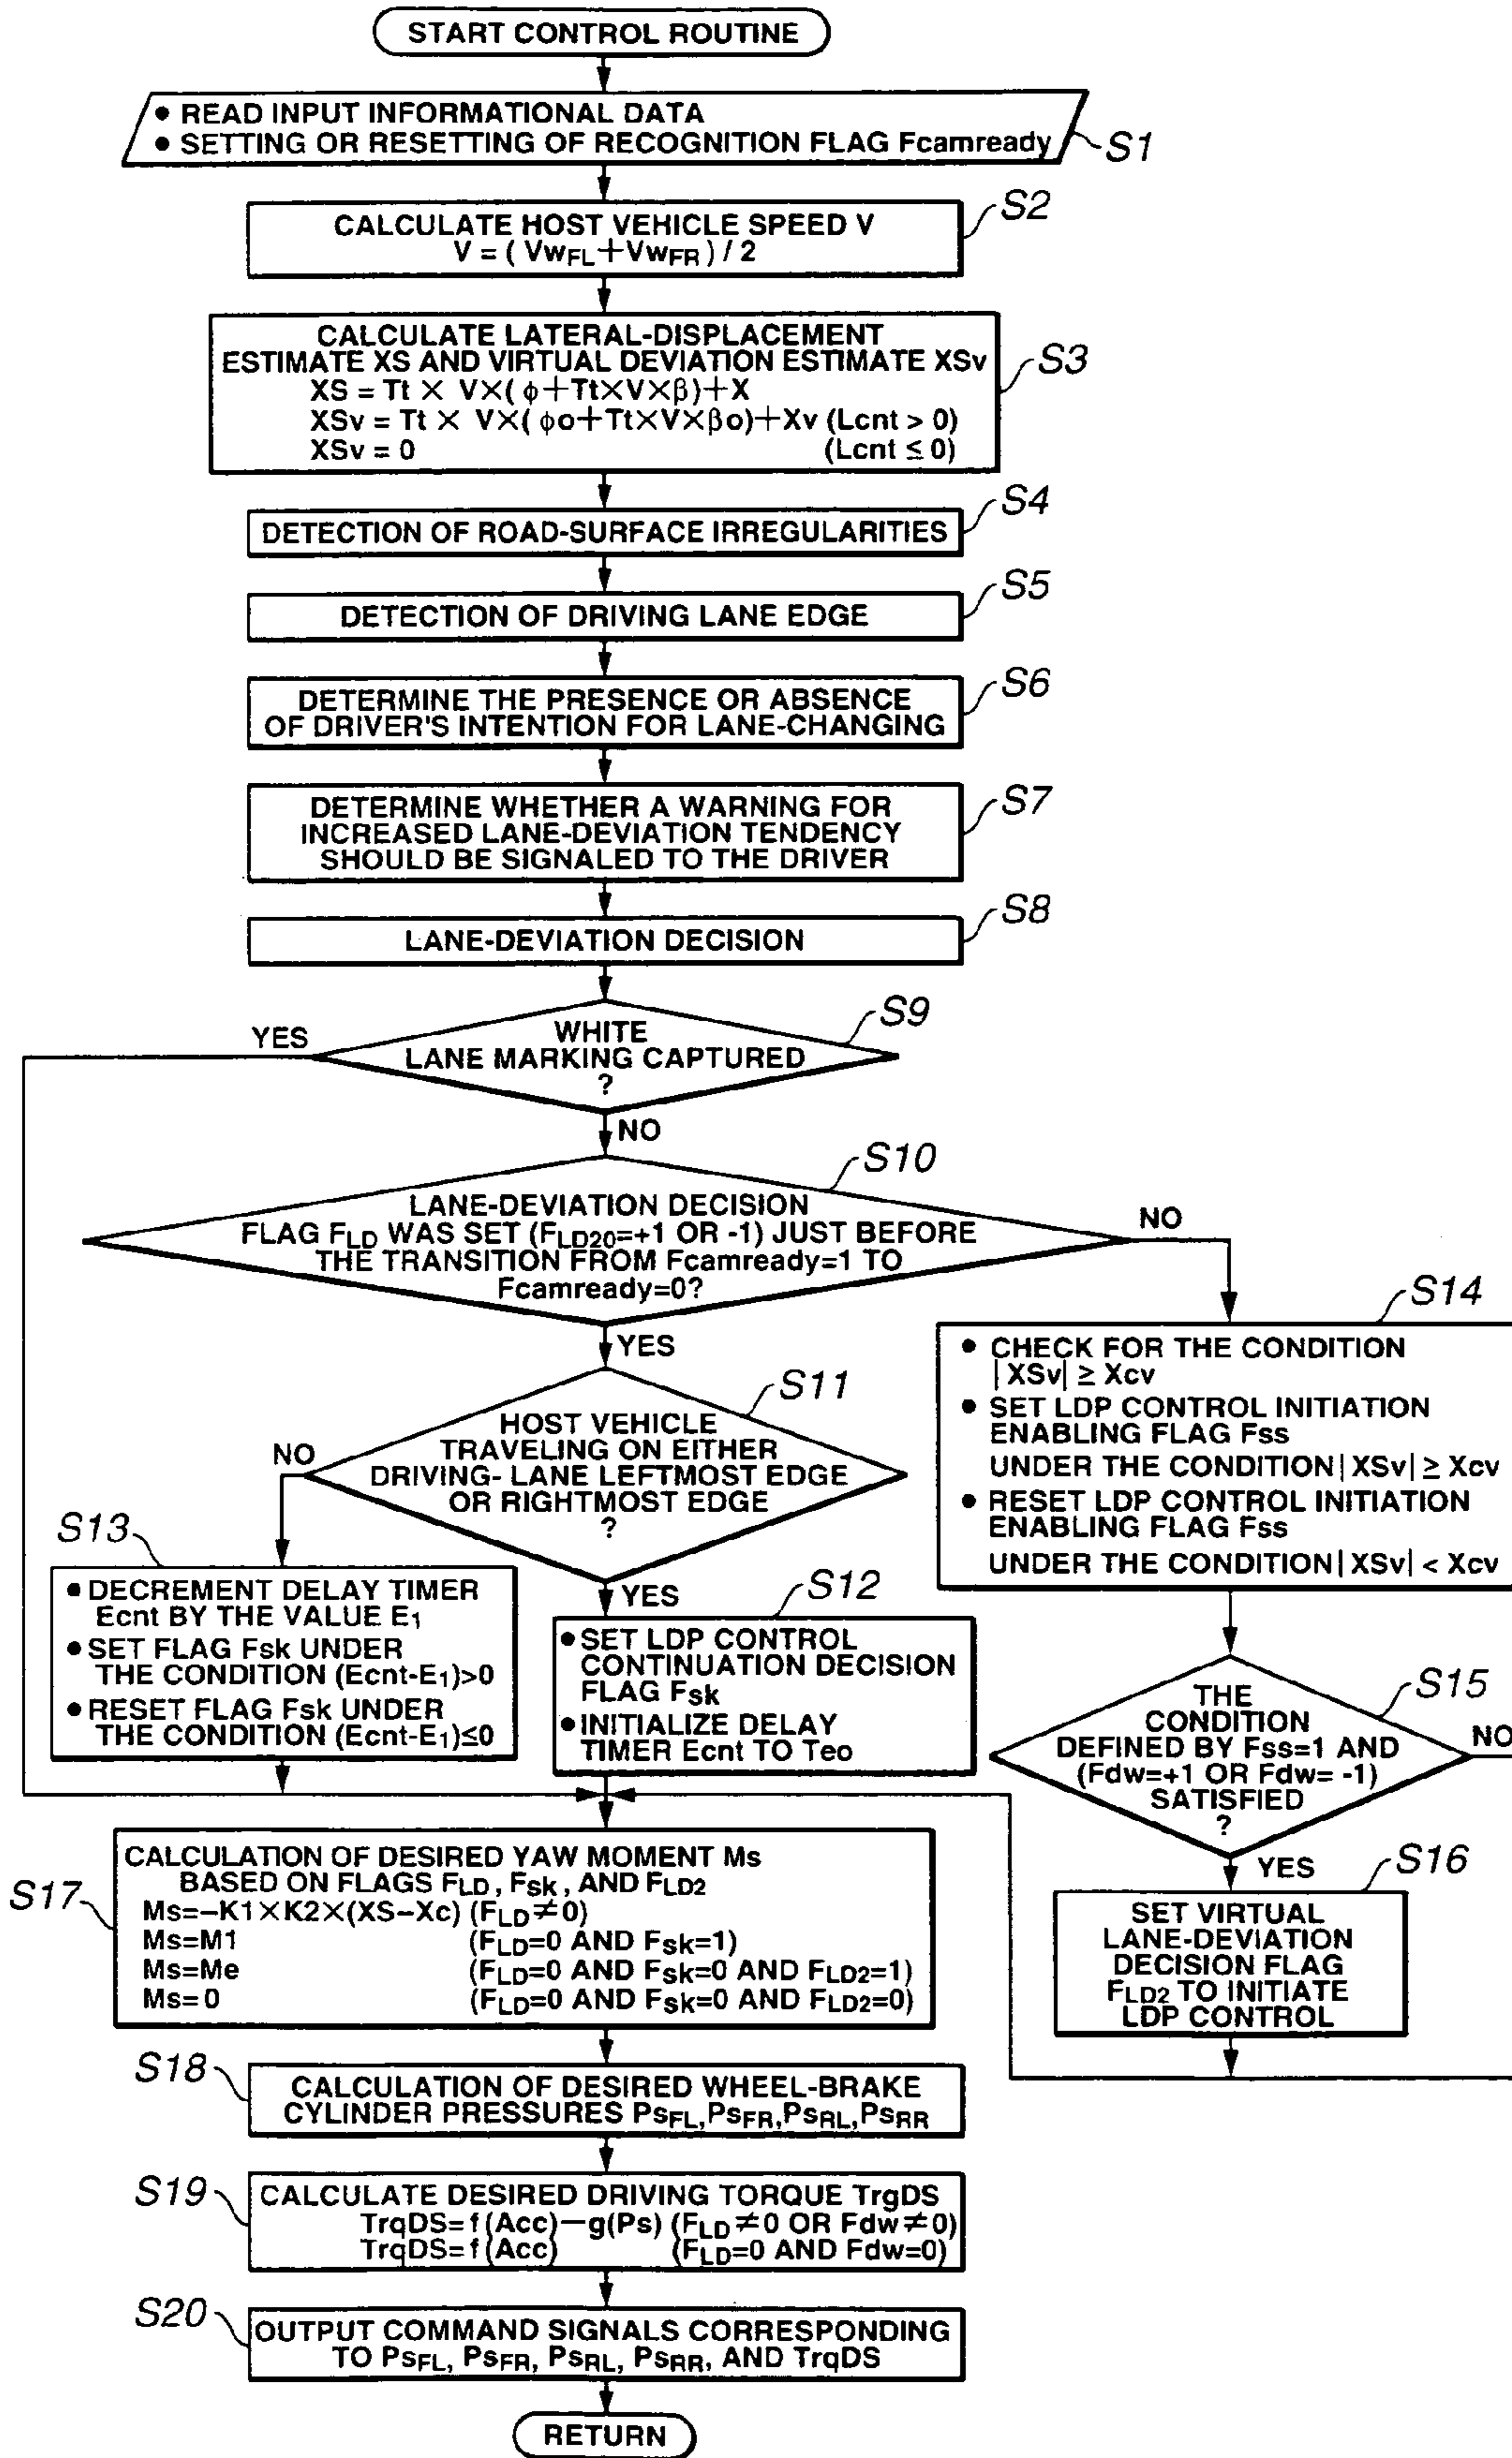 START CONTROL ROUTINE
• READ INPUT INFORMATIONAL DATA
• SETTING OR RESETTING OF RECOGNITION FLAG Fcamready
S1
S2
CALCULATE HOST VEHICLE SPEED V
V = ( VwFL+VwFR ) / 2
CALCULATE LATERAL-DISPLACEMENT
ESTIMATE XS AND VIRTUAL DEVIATION ESTIMATE XSv
S3
XS = Tt × V×( ϕ+Tt×V×β)+X
XSv = Tt × V×( ϕo+Tt×V×βo)+Xv (Lcnt > 0)
XSv = 0 (Lcnt ≤ 0)
S4
DETECTION OF ROAD-SURFACE IRREGULARITIES
S5
DETECTION OF DRIVING LANE EDGE
S6
DETERMINE THE PRESENCE OR ABSENCE
OF DRIVER'S INTENTION FOR LANE-CHANGING
S7
DETERMINE WHETHER A WARNING FOR
INCREASED LANE-DEVIATION TENDENCY
SHOULD BE SIGNALED TO THE DRIVER
S8
LANE-DEVIATION DECISION
S9
YES
WHITE
LANE MARKING CAPTURED
?
NO
S10
LANE-DEVIATION DECISION
FLAG FLD WAS SET (FLD20=+1 OR -1) JUST BEFORE
THE TRANSITION FROM Fcamready=1 TO
Fcamready=0?
NO
YES
S11
HOST VEHICLE
TRAVELING ON EITHER
DRIVING- LANE LEFTMOST EDGE
OR RIGHTMOST EDGE
?
NO
YES
S14
• CHECK FOR THE CONDITION
| XSv| ≥ Xcv
• SET LDP CONTROL INITIATION
ENABLING FLAG Fss
UNDER THE CONDITION | XSv| ≥ Xcv
• RESET LDP CONTROL INITIATION
ENABLING FLAG Fss
UNDER THE CONDITION | XSv| < Xcv
S13
• DECREMENT DELAY TIMER
Ecnt BY THE VALUE E1
• SET FLAG Fsk UNDER
THE CONDITION (Ecnt-E1)>0
• RESET FLAG Fsk UNDER
THE CONDITION (Ecnt-E1)≤0
S12
• SET LDP CONTROL
CONTINUATION DECISION
FLAG Fsk
• INITIALIZE DELAY
TIMER Ecnt TO Teo
S15
THE
CONDITION
DEFINED BY Fss=1 AND
(Fdw=+1 OR Fdw= -1)
SATISFIED
?
NO
YES
S16
SET VIRTUAL
LANE-DEVIATION
DECISION FLAG
FLD2 TO INITIATE
LDP CONTROL
S17
CALCULATION OF DESIRED YAW MOMENT Ms
BASED ON FLAGS FLD, Fsk, AND FLD2
Ms=-K1×K2×(XS-Xc) (FLD≠0)
Ms=M1 (FLD=0 AND Fsk=1)
Ms=Me (FLD=0 AND Fsk=0 AND FLD2=1)
Ms=0 (FLD=0 AND Fsk=0 AND FLD2=0)
S18
CALCULATION OF DESIRED WHEEL-BRAKE
CYLINDER PRESSURES PsFL,PsFR,PsRL,PsRR
S19
CALCULATE DESIRED DRIVING TORQUE TrgDS
TrqDS=f (Acc)-g(Ps) (FLD≠0 OR Fdw≠0)
TrqDS=f (Acc) (FLD=0 AND Fdw=0)
S20
OUTPUT COMMAND SIGNALS CORRESPONDING
TO PsFL, PsFR, PsRL, PsRR, AND TrqDS
RETURN